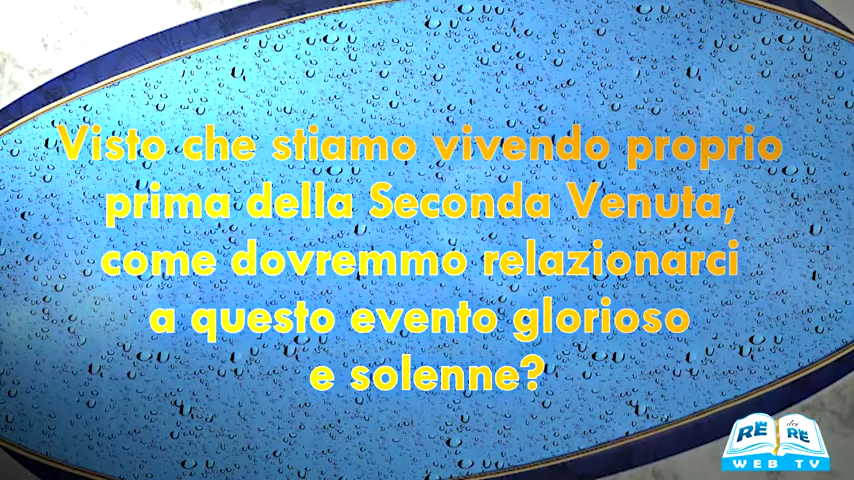 Visto che stiamo vivendo proprio
prima della Seconda Venuta,
come dovremmo relazionarci
a questo evento glorioso
e solenne?
RE dei RE
WEB TV